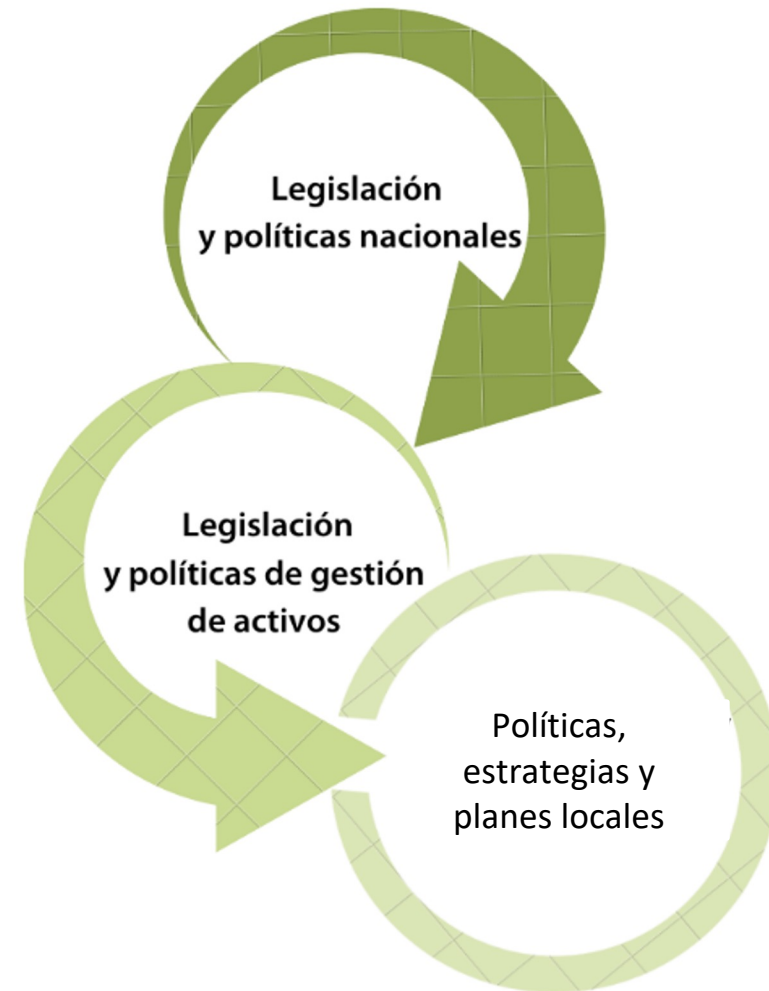 Legislación
y políticas nacionales
Legislación
y políticas de gestión
de activos
Políticas,
estrategias y
planes locales